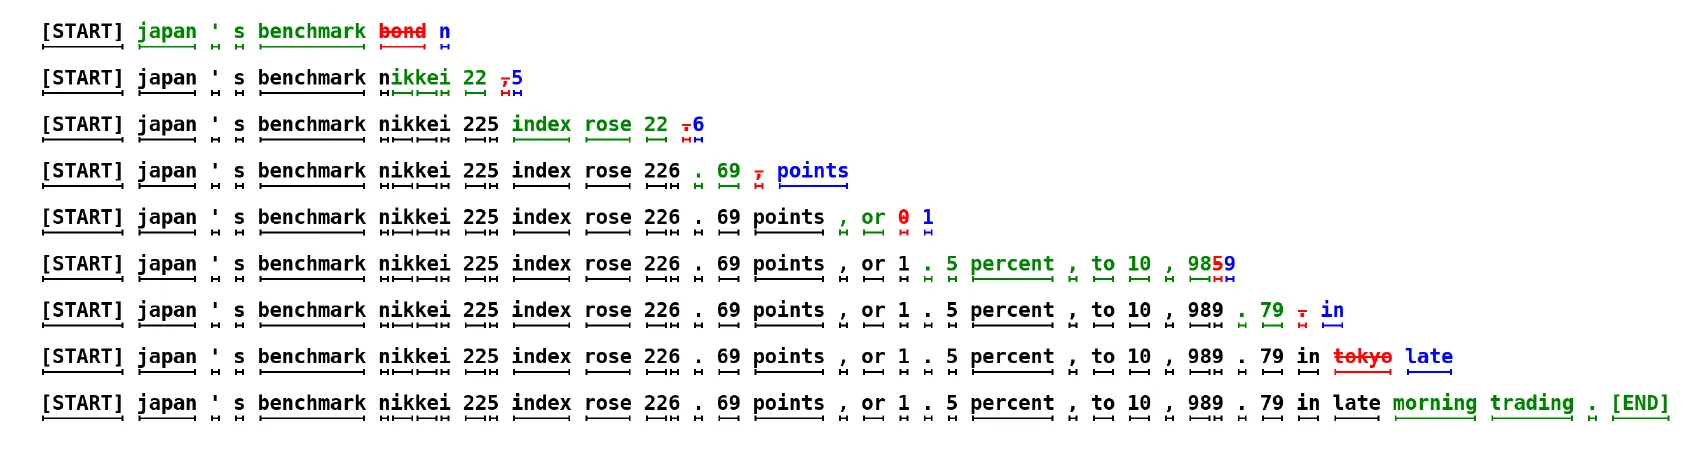 [START] japan ' s benchmark bond n
[START] japan ' s benchmark nikkei 22 ,5
[START] japan ' s benchmark nikkei 225 index rose 22 .6
[START] japan ' s benchmark nikkei 225 index rose 226 . 69 , points
[START] japan ' s benchmark nikkei 225 index rose 226 . 69 points , or 0 1
[START] japan ' s benchmark nikkei 225 index rose 226 . 69 points , or 1 . 5 percent , to 10 , 9859
[START] japan ' s benchmark nikkei 225 index rose 226 . 69 points , or 1 . 5 percent , to 10 , 989 . 79 . in
[START] japan ' s benchmark nikkei 225 index rose 226 . 69 points , or 1 . 5 percent , to 10 , 989 . 79 in tokyo late
[START] japan ' s benchmark nikkei 225 index rose 226 . 69 points , or 1 . 5 percent , to 10 , 989 . 79 in late morning trading . [END]